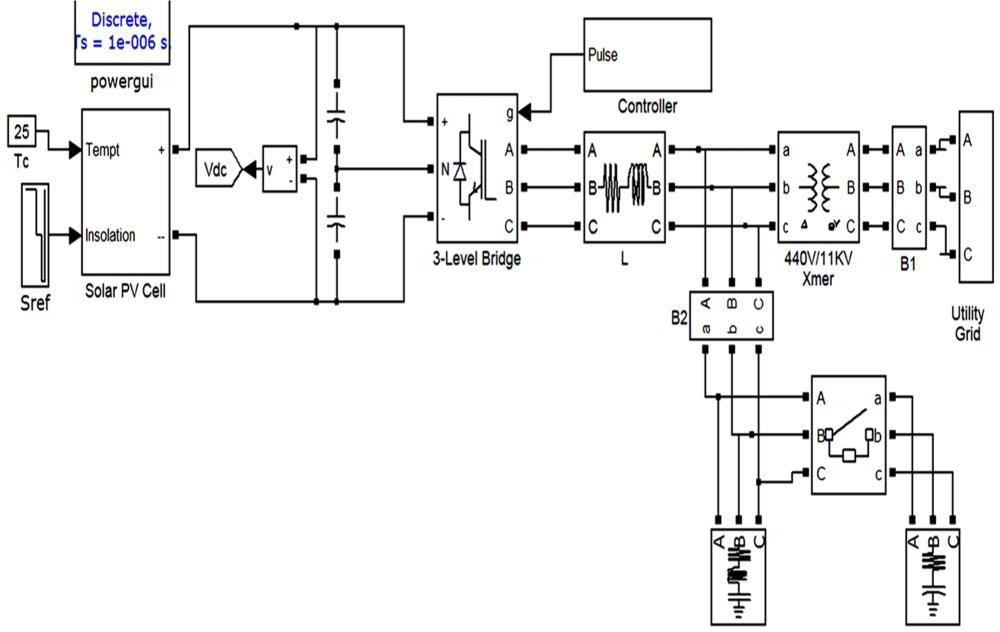 Discrete,
Ts = 1e-006 s.
powergui
25
Tc
Sref
Tempt +
Insolation --
Solar PV Cell
Vdc
v + -
+
N
-
g
A
B
C
3-Level Bridge
Pulse
Controller
A A
B B
C C
L
a A
b B
c C
440V/11KV
Xmer
A a
B b
C c
B1
A
B
C
Utility
Grid
B2
A B C
a b c
A a
B b
C c
A B C
A B C